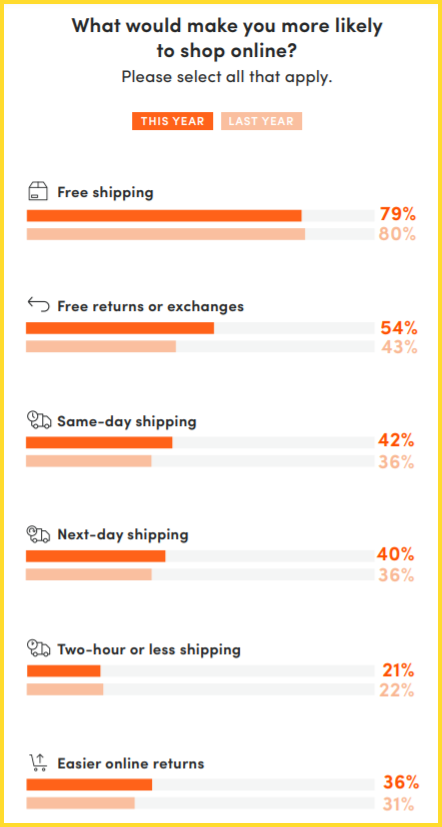 What would make you more likely
to shop online?
Please select all that apply.
THIS YEAR LAST YEAR
Free shipping
79%
80%
Free returns or exchanges
54%
43%
Same-day shipping
42%
36%
Next-day shipping
40%
36%
Two-hour or less shipping
21%
22%
Easier online returns
36%
31%